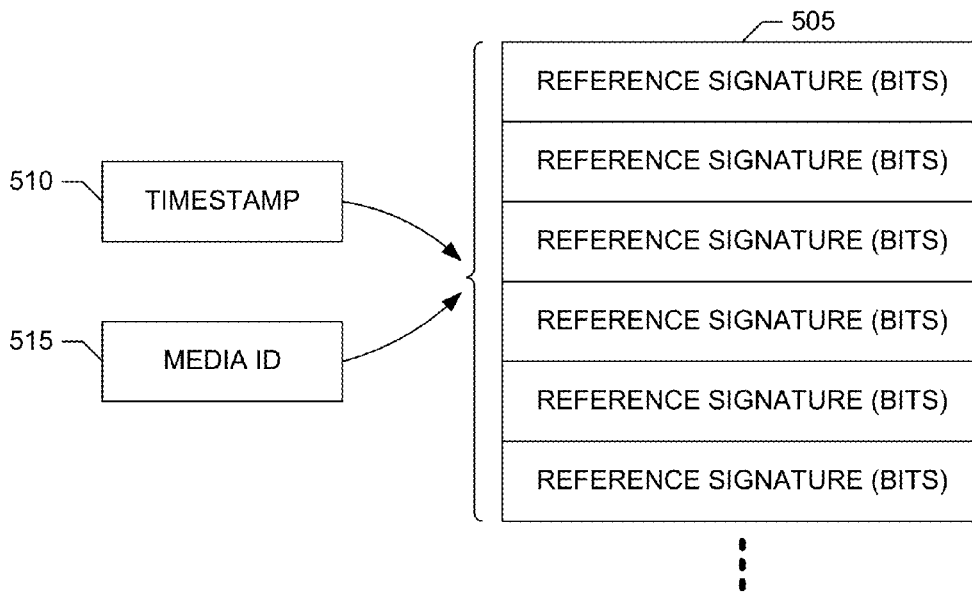 505
REFERENCE SIGNATURE (BITS)
REFERENCE SIGNATURE (BITS)
510
TIMESTAMP
REFERENCE SIGNATURE (BITS)
REFERENCE SIGNATURE (BITS)
515
MEDIA ID
REFERENCE SIGNATURE (BITS)
REFERENCE SIGNATURE (BITS)